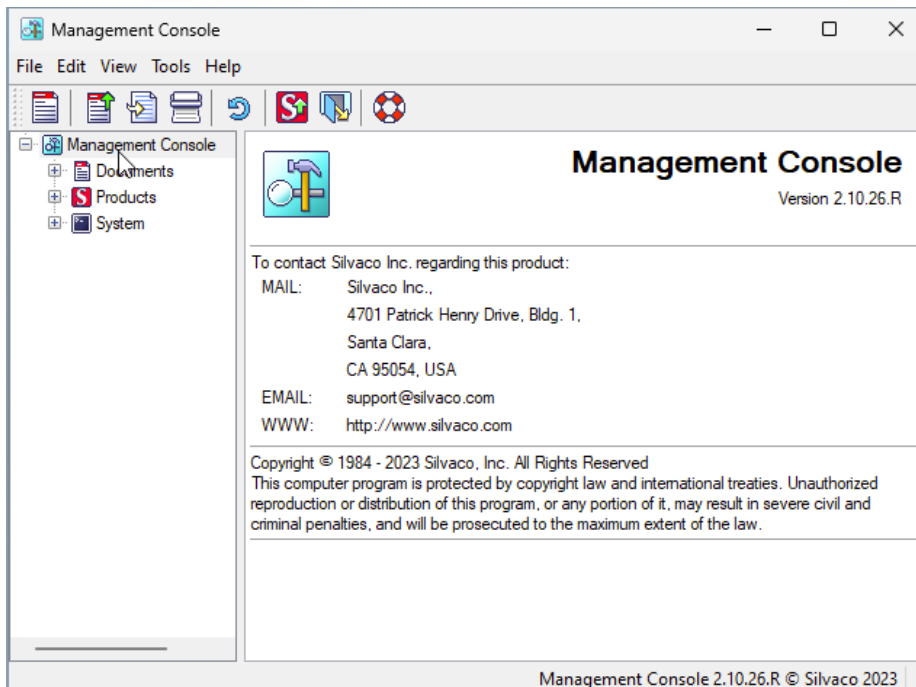 Management Console
File Edit View Tools Help
Management Console
Documents
Products
System
Management Console
Version 2.10.26.R
To contact Silvaco Inc. regarding this product:
MAIL: Silvaco Inc.,
4701 Patrick Henry Drive, Bldg. 1,
Santa Clara,
CA 95054, USA
EMAIL: support@silvaco.com
WWW: http://www.silvaco.com
Copyright © 1984 - 2023 Silvaco, Inc. All Rights Reserved
This computer program is protected by copyright law and international treaties. Unauthorized
reproduction or distribution of this program, or any portion of it, may result in severe civil and
criminal penalties, and will be prosecuted to the maximum extent of the law.
Management Console 2.10.26.R © Silvaco 2023